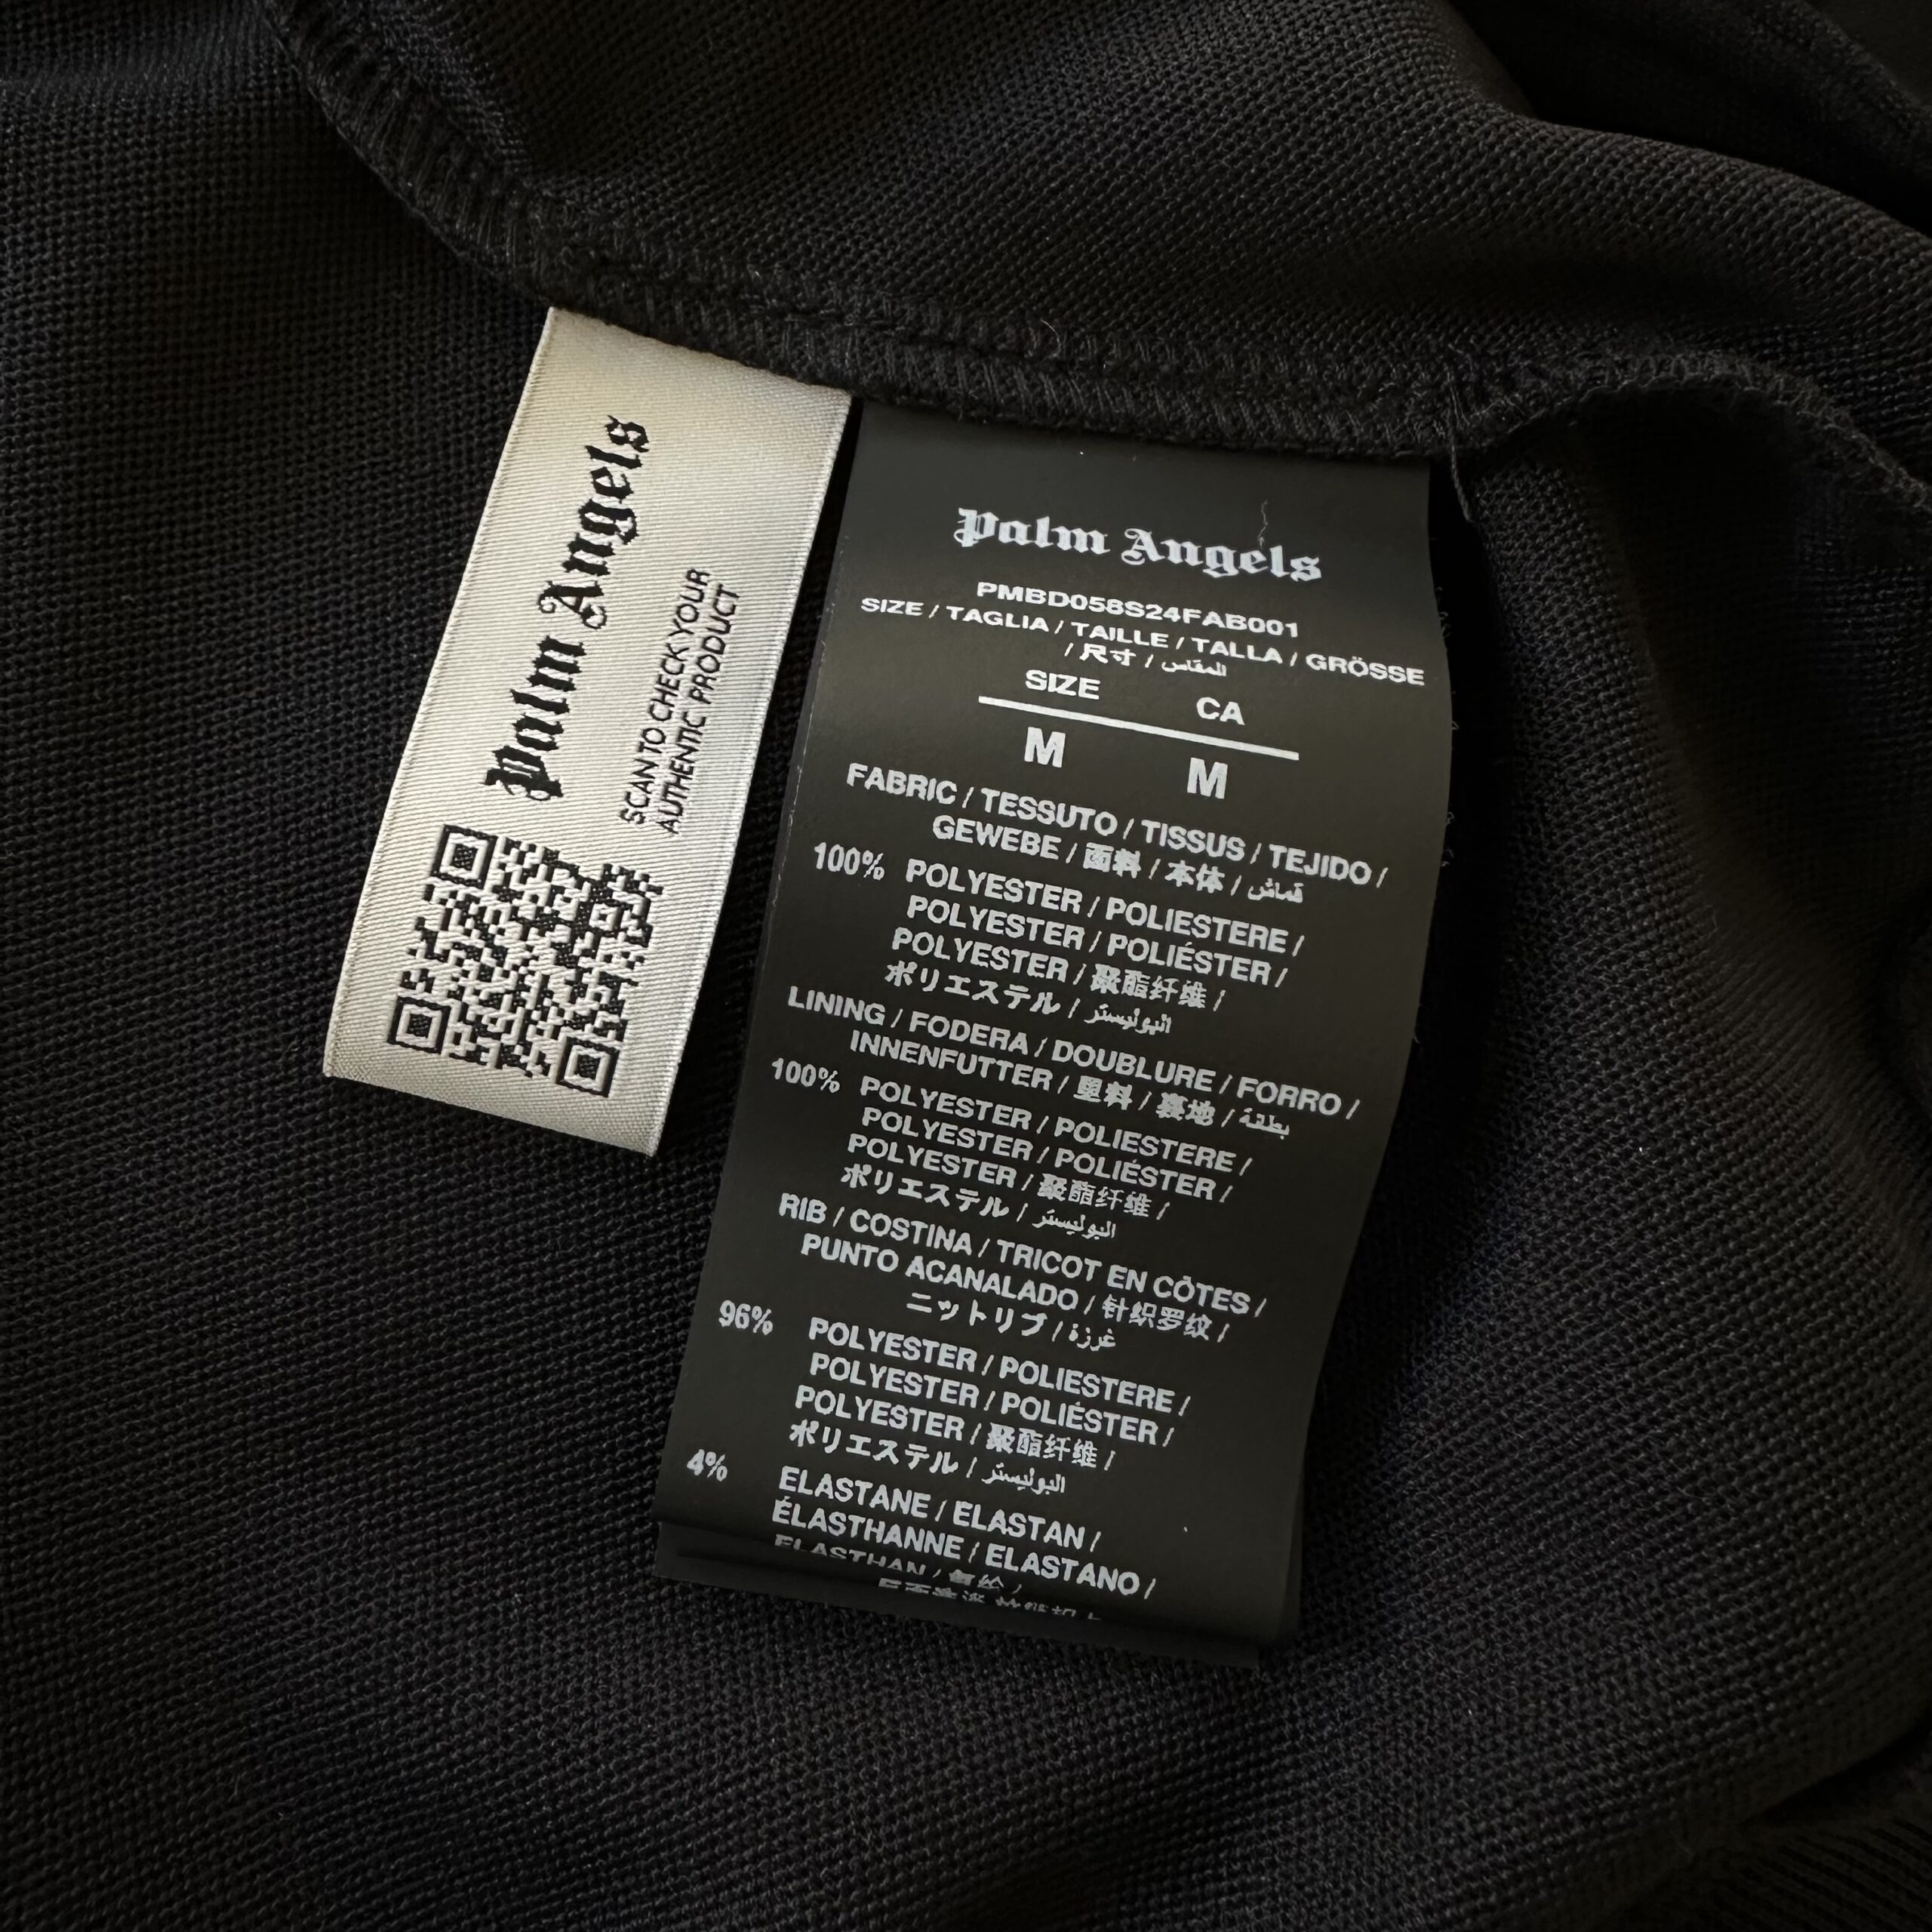 Palm Angels
SCAN TO CHECK YOUR
AUTHENTIC PRODUCT
Palm Angels
PMBD058S24FAB001
SIZE / TAGLIA / TAILLE / TALLA / GRÖSSE
/ 尺寸 / المقاس
SIZE CA
M M
FABRIC / TESSUTO / TISSUS / TEJIDO /
GEWEBE / 面料 / 本体 / قماش
100% POLYESTER / POLIESTERE /
POLYESTER / POLIÉSTER /
POLYESTER / 聚酯纤维 /
ポリエステル / البوليستر
LINING / FODERA / DOUBLURE / FORRO /
INNENFUTTER / 里料 / 裏地 / بطانة
100% POLYESTER / POLIESTERE /
POLYESTER / POLIÉSTER /
POLYESTER / 聚酯纤维 /
ポリエステル / البوليستر
RIB / COSTINA / TRICOT EN CÔTES /
PUNTO ACANALADO / 针织罗纹 /
ニットリブ / غرزة
96% POLYESTER / POLIESTERE /
POLYESTER / POLIÉSTER /
POLYESTER / 聚酯纤维 /
ポリエステル / البوليستر
4% ELASTANE / ELASTAN /
ÉLASTHANNE / ELASTANO /
ELASTHAN /